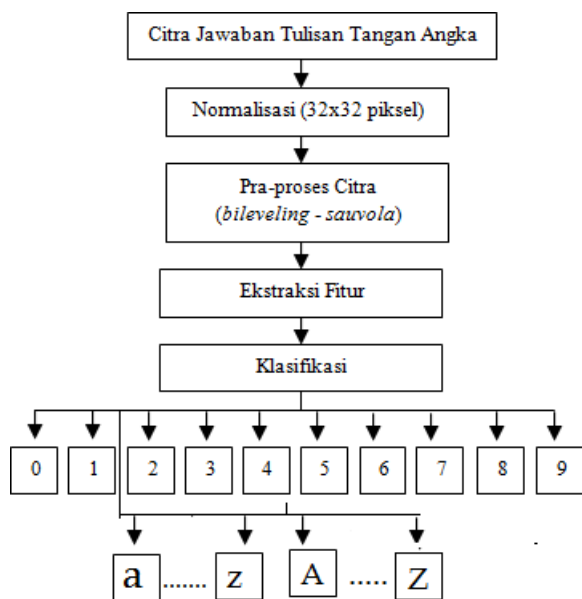 Citra Jawaban Tulisan Tangan Angka
Normalisasi (32x32 piksel)
Pra-proses Citra
(bileveling - sauvola)
Ekstraksi Fitur
Klasifikasi
0 1 2 3 4 5 6 7 8 9
a ....... z A ..... Z